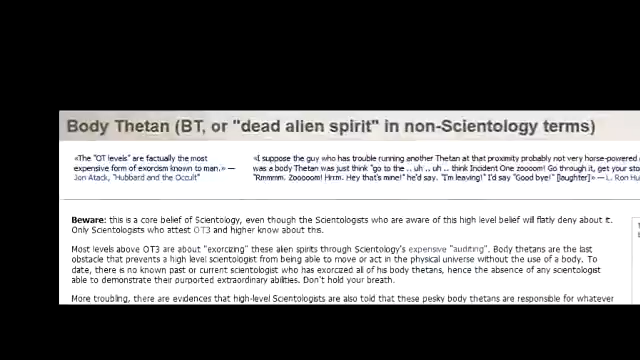 Body Thetan (BT, or "dead alien spirit" in non-Scientology terms)
«The "OT levels" are factually the most
expensive form of exorcism known to man.» —
Jon Atack, "Hubbard and the Occult"
«I suppose the guy who has trouble running another Thetan at that proximity probably not very horse-powered
was a body Thetan was just think "go to the .. uh .. uh .. think Incident One zoooom! Go through it, get your
"Rmmmm. Zooooom! Hrrm. Hey that's mine!" he'd say. "I'm leaving!" I'd say "Good bye!" [laughter]» — L. Ron
Beware: this is a core belief of Scientology, even though the Scientologists who are aware of this high level belief will flatly deny about it.
Only Scientologists who attest OT3 and higher know about this.
Most levels above OT3 are about "exorcizing" these alien spirits through Scientology's expensive "auditing". Body thetans are the last
obstacle that prevents a high level scientologist from being able to move or act in the physical universe without the use of a body. To
date, there is no known past or current scientologist who has exorcized all of his body thetans, hence the absence of any scientologist
able to demonstrate their purported extraordinary abilities. Don't hold your breath.
More troubling, there are evidences that high-level Scientologists are also told that these pesky body thetans are responsible for whatever